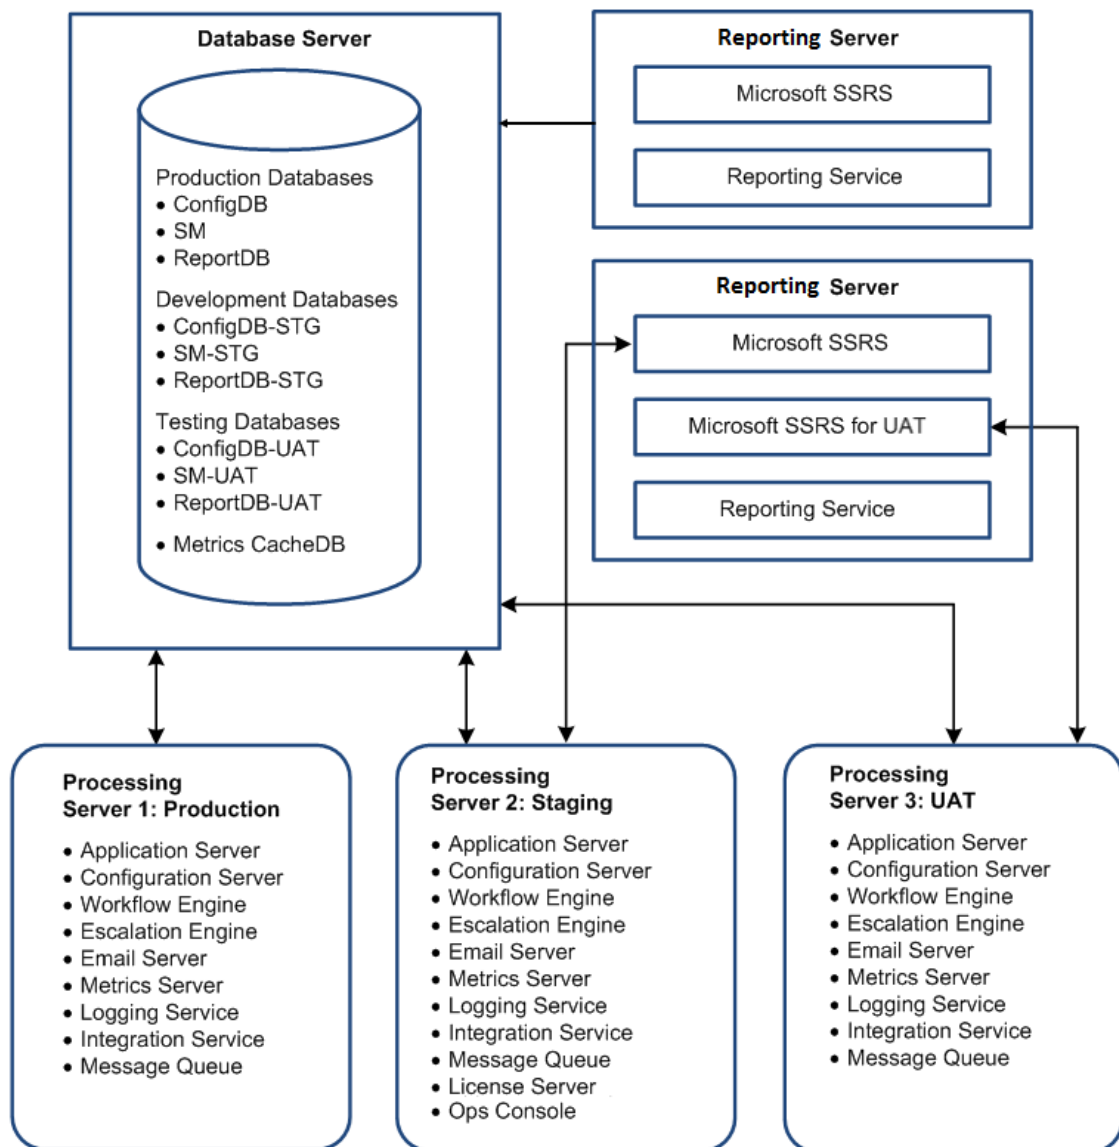 Database Server
Production Databases
• ConfigDB
• SM
• ReportDB
Development Databases
• ConfigDB-STG
• SM-STG
• ReportDB-STG
Testing Databases
• ConfigDB-UAT
• SM-UAT
• ReportDB-UAT
• Metrics CacheDB
Reporting Server
Microsoft SSRS
Reporting Service
Reporting Server
Microsoft SSRS
Microsoft SSRS for UAT
Reporting Service
Processing
Server 1: Production
• Application Server
• Configuration Server
• Workflow Engine
• Escalation Engine
• Email Server
• Metrics Server
• Logging Service
• Integration Service
• Message Queue
Processing
Server 2: Staging
• Application Server
• Configuration Server
• Workflow Engine
• Escalation Engine
• Email Server
• Metrics Server
• Logging Service
• Integration Service
• Message Queue
• License Server
• Ops Console
Processing
Server 3: UAT
• Application Server
• Configuration Server
• Workflow Engine
• Escalation Engine
• Email Server
• Metrics Server
• Logging Service
• Integration Service
• Message Queue